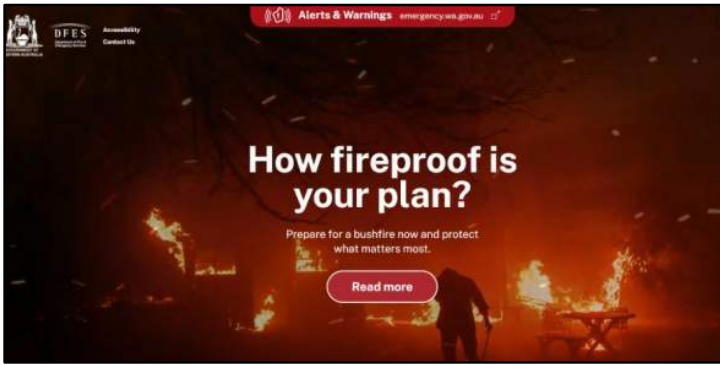 Alerts & Warnings emergency.wa.gov.au
DFES
Accessibility
Contact Us
How fireproof is
your plan?
Prepare for a bushfire now and protect
what matters most.
Read more